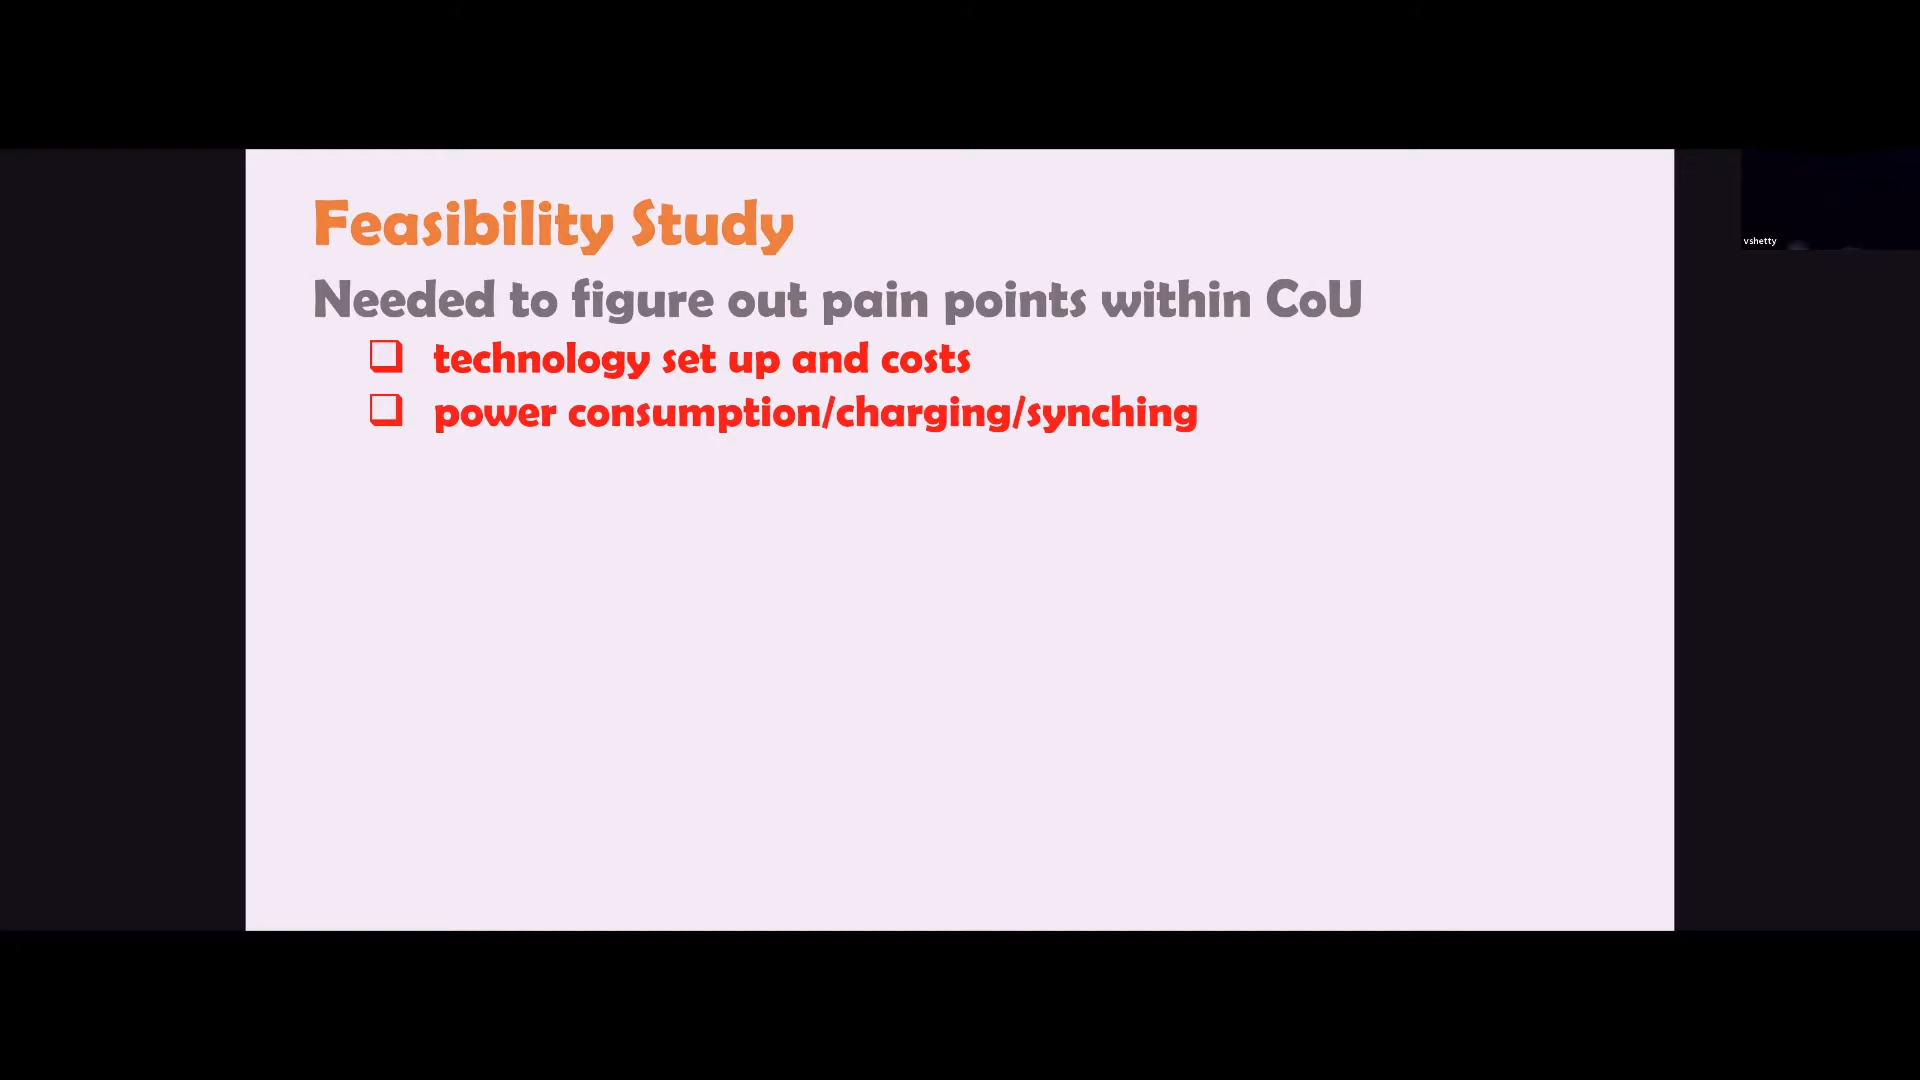 Feasibility Study
Needed to figure out pain points within CoU
technology set up and costs
power consumption/charging/synching
vshetty